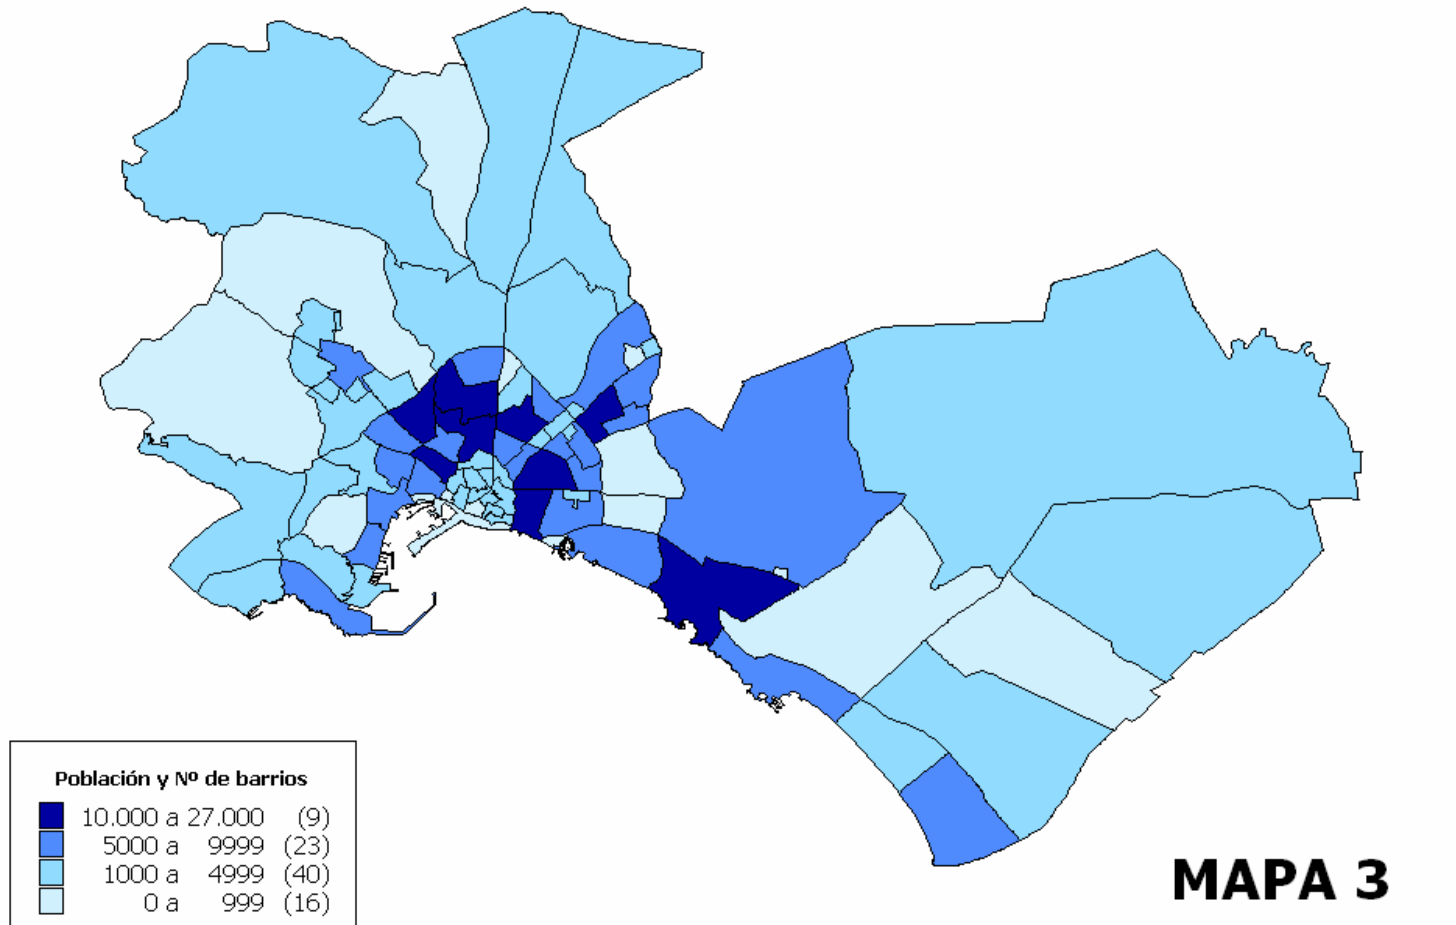 Población y Nº de barrios
10.000 a 27.000 (9)
5000 a 9999 (23)
1000 a 4999 (40)
0 a 999 (16)
MAPA 3